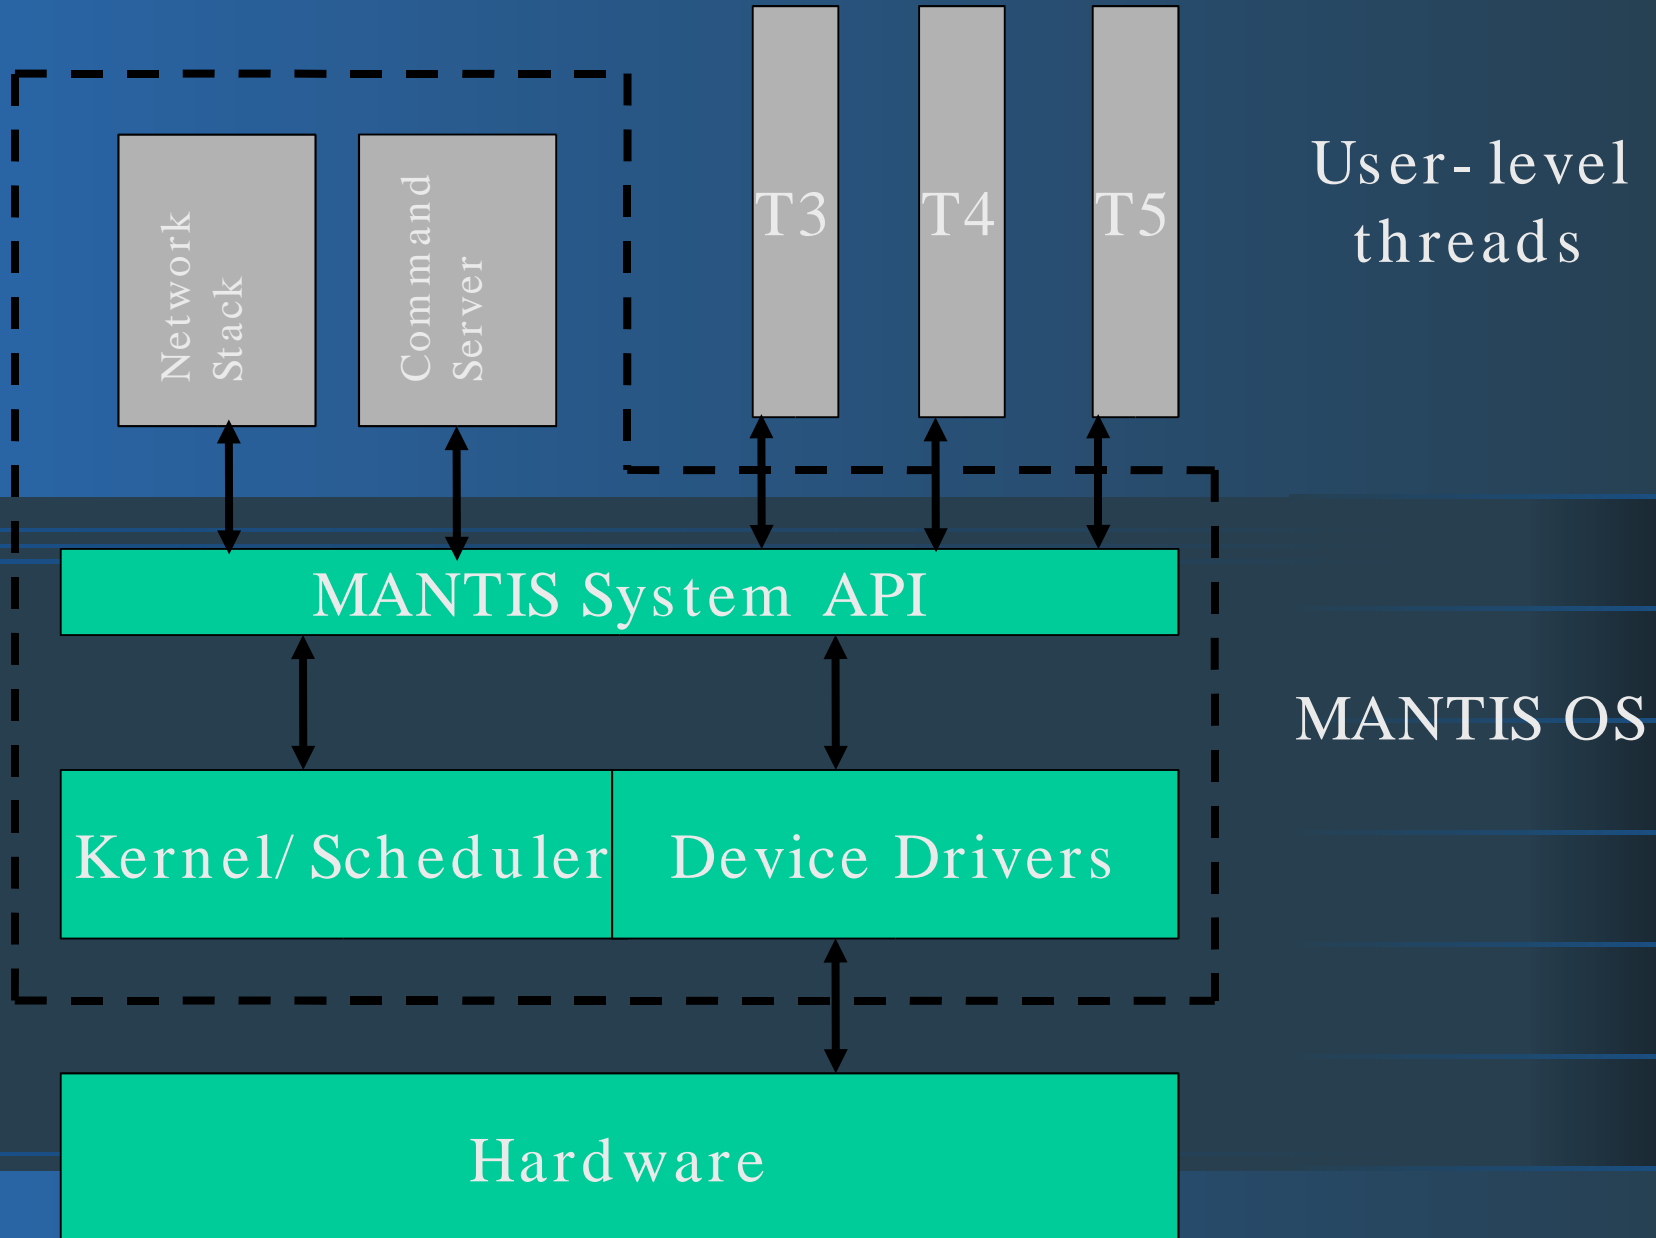 Network
Stack
Command
Server
T3
T4
T5
User-level
threads
MANTIS System API
MANTIS OS
Kernel/Scheduler
Device Drivers
Hardware